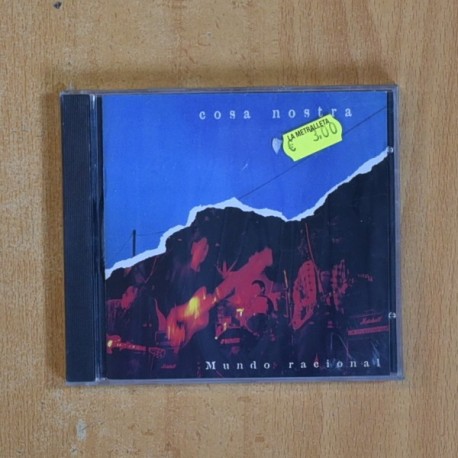 cosa nostra
LA METRALLETA
€ 3,00
Mundo racional